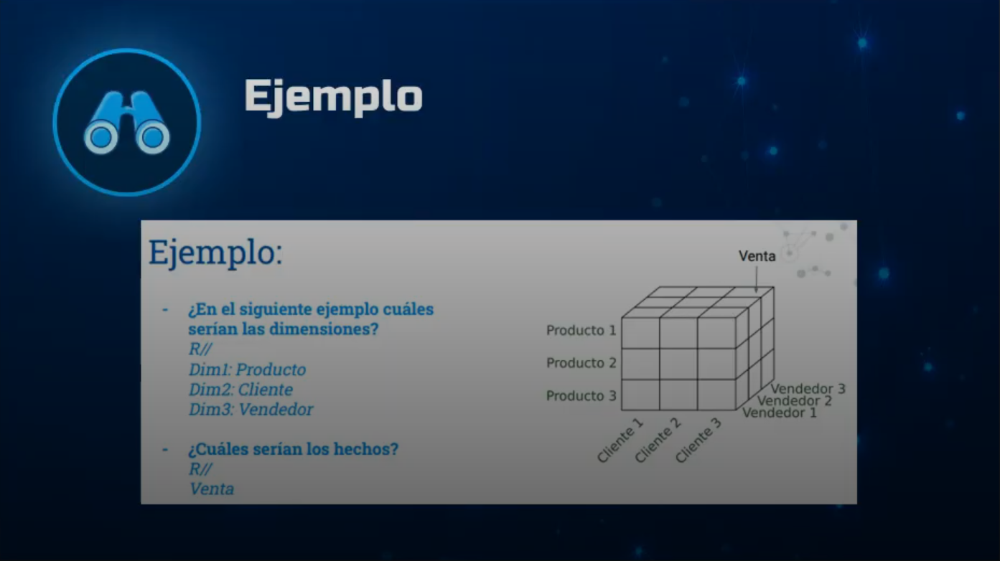 Ejemplo
Ejemplo:
- ¿En el siguiente ejemplo cuáles
serían las dimensiones?
R//
Dim1: Producto
Dim2: Cliente
Dim3: Vendedor
- ¿Cuáles serían los hechos?
R//
Venta
Venta
Producto 1
Producto 2
Producto 3
Cliente 1
Cliente 2
Cliente 3
Vendedor 3
Vendedor 2
Vendedor 1